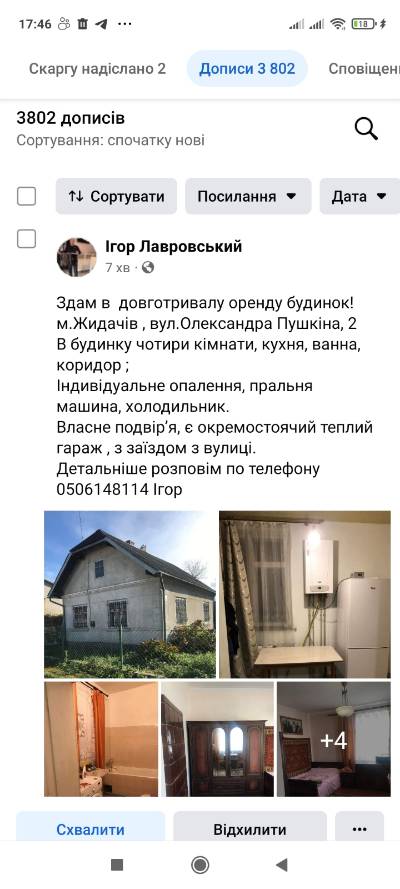 17:46 ... 18
Скаргу надіслано 2 Дописи 3 802 Сповіщен
3802 дописів
Сортування: спочатку нові
Сортувати Посилання Дата
Ігор Лавровський
7 хв ·
Здам в довготривалу оренду будинок!
м.Жидачів , вул.Олександра Пушкіна, 2
В будинку чотири кімнати, кухня, ванна,
коридор ;
Індивідуальне опалення, пральня
машина, холодильник.
Власне подвір’я, є окремостоячий теплий
гараж , з заїздом з вулиці.
Детальніше розповім по телефону
0506148114 Ігор
+4
Схвалити Відхилити ...